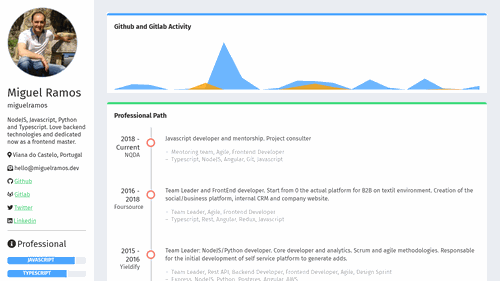 Miguel Ramos
miguelramos
NodeJS, Javascript, Python
and Typescript. Love backend
technologies and dedicated
now as a frontend master.
Viana do Castelo, Portugal
hello@miguelramos.dev
Github
Gitlab
Twitter
Linkedin
Professional
JAVASCRIPT
TYPESCRIPT
Github and Gitlab Activity
Professional Path
2018 -
Current
NQDA
Javascript developer and mentorship. Project consulter
- Mentoring team, Agile, Frontend Developer
- Typescript, NodeJS, Angular, Git, Javascript
2016 -
2018
Foursource
Team Leader and FrontEnd developer. Start from 0 the actual platform for B2B on textil environment. Creation of the
social/business platform, internal CRM and company website.
- Team Leader, Agile, Frontend Developer
- Typescript, Rest, Angular, Redux, Javascript
2015 -
2016
Yieldify
Team Leader: NodeJS/Python developer. Core developer and analytics. Scrum and agile methodologies. Responsable
for the initial development of self service platform to generate adds.
- Team Leader, Rest API, Backend Developer, Frontend Developer, Agile, Design Sprint
- Express, NodeJS, Python, Postgres, Angular, AWS